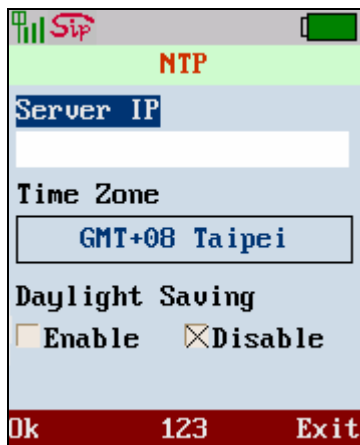 Sip
NTP
Server IP
Time Zone
GMT+08 Taipei
Daylight Saving
Enable Disable
Ok 123 Exit